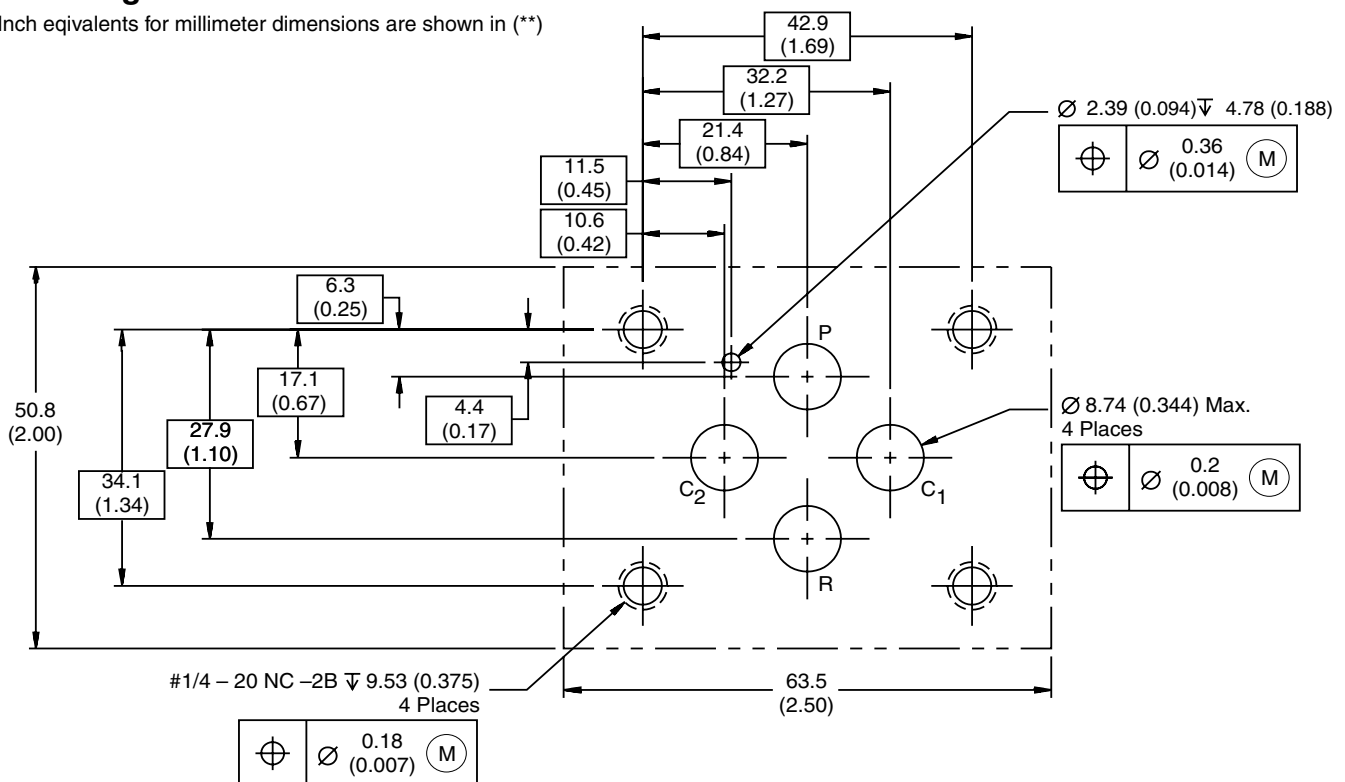 Inch eqivalents for millimeter dimensions are shown in (**)
42.9
(1.69)
32.2
(1.27)
21.4
(0.84)
11.5
(0.45)
10.6
(0.42)
⌀ 2.39 (0.094)↧ 4.78 (0.188)
⌖ ⌀ 0.36 (0.014) Ⓜ
6.3
(0.25)
P
17.1
(0.67)
4.4
(0.17)
50.8
(2.00)
27.9
(1.10)
34.1
(1.34)
C2
C1
⌀ 8.74 (0.344) Max.
4 Places
⌖ ⌀ 0.2 (0.008) Ⓜ
R
#1/4 – 20 NC –2B ↧ 9.53 (0.375)
4 Places
⌖ ⌀ 0.18 (0.007) Ⓜ
63.5
(2.50)